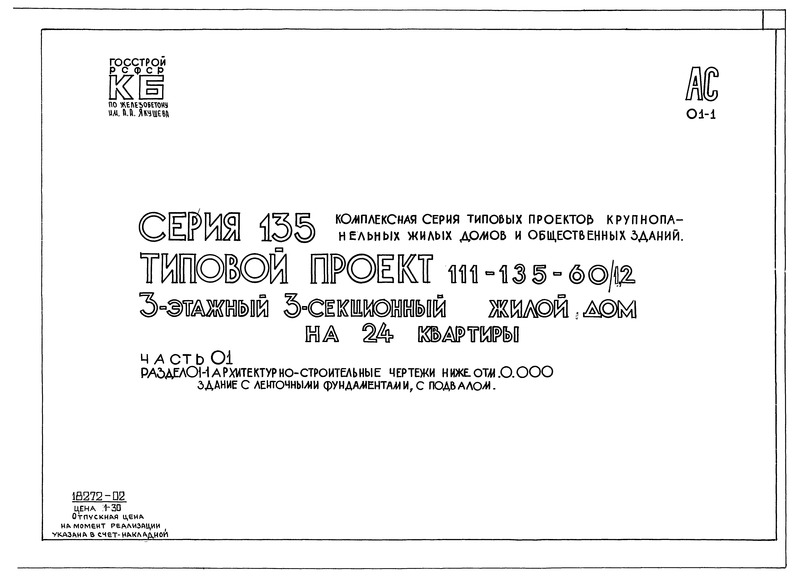 ГОССТРОЙ
РСФСР
КБ
ПО ЖЕЛЕЗОБЕТОНУ
ИМ. А.А. ЯКУШЕВА
АС
01-1
СЕРИЯ 135 КОМПЛЕКСНАЯ СЕРИЯ ТИПОВЫХ ПРОЕКТОВ КРУПНОПА-
НЕЛЬНЫХ ЖИЛЫХ ДОМОВ И ОБЩЕСТВЕННЫХ ЗДАНИЙ.
ТИПОВОЙ ПРОЕКТ 111-135-60/1.2
3-ЭТАЖНЫЙ 3-СЕКЦИОННЫЙ ЖИЛОЙ ДОМ
НА 24 КВАРТИРЫ
ЧАСТЬ 01
РАЗДЕЛ 01-1 АРХИТЕКТУРНО-СТРОИТЕЛЬНЫЕ ЧЕРТЕЖИ НИЖЕ ОТМ. 0.000
ЗДАНИЕ С ЛЕНТОЧНЫМИ ФУНДАМЕНТАМИ, С ПОДВАЛОМ.
18272-02
ЦЕНА 1-30
ОТПУСКНАЯ ЦЕНА
НА МОМЕНТ РЕАЛИЗАЦИИ
УКАЗАНА В СЧЕТ-НАКЛАДНОЙ